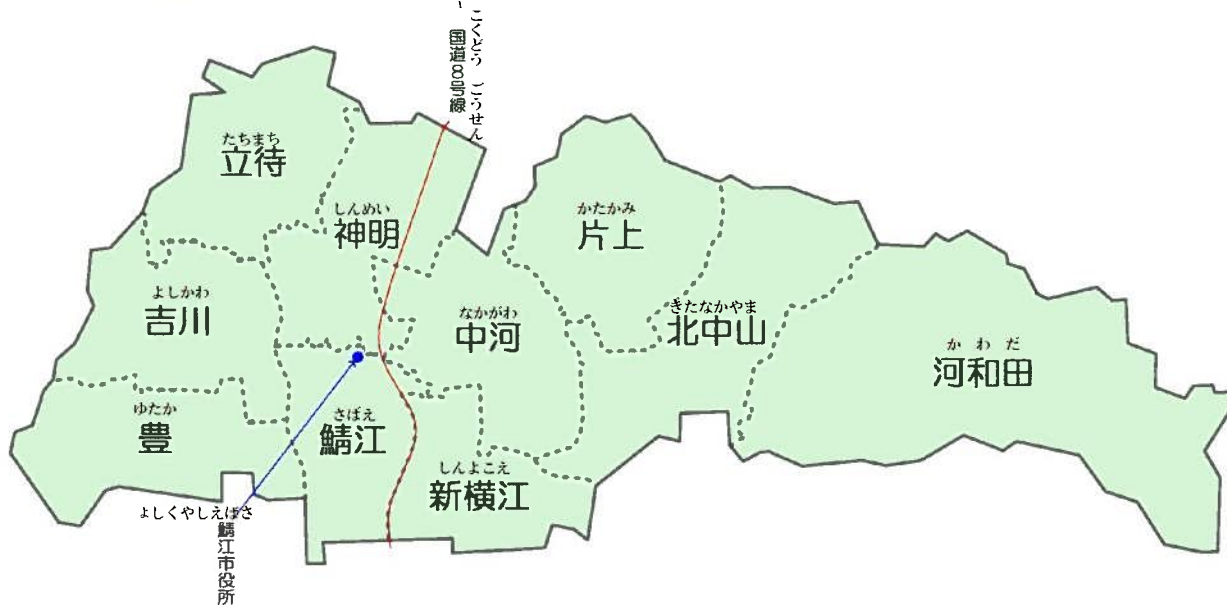 こくどう ごうせん
国道8号線
たちまち
立待
しんめい
神明
かたかみ
片上
よしかわ
吉川
なかがわ
中河
きたなかやま
北中山
かわだ
河和田
ゆたか
豊
さばえ
鯖江
しんよこえ
新横江
ょしくやしえばさ
鯖江市役所